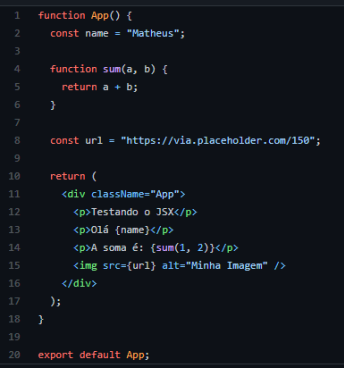 1 function App() {
2 const name = "Matheus";
3
4 function sum(a, b) {
5 return a + b;
6 }
7
8 const url = "https://via.placeholder.com/150";
9
10 return (
11 <div className="App">
12 <p>Testando o JSX</p>
13 <p>Olá {name}</p>
14 <p>A soma é: {sum(1, 2)}</p>
15 <img src={url} alt="Minha Imagem" />
16 </div>
17 );
18 }
19
20 export default App;